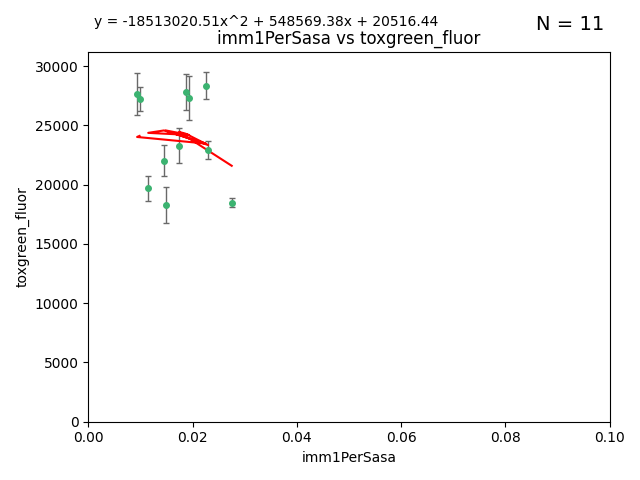 y = -18513020.51x^2 + 548569.38x + 20516.44
N = 11
imm1PerSasa vs toxgreen_fluor
30000
25000
20000
15000
10000
5000
0
toxgreen_fluor
0.00 0.02 0.04 0.06 0.08 0.10
imm1PerSasa